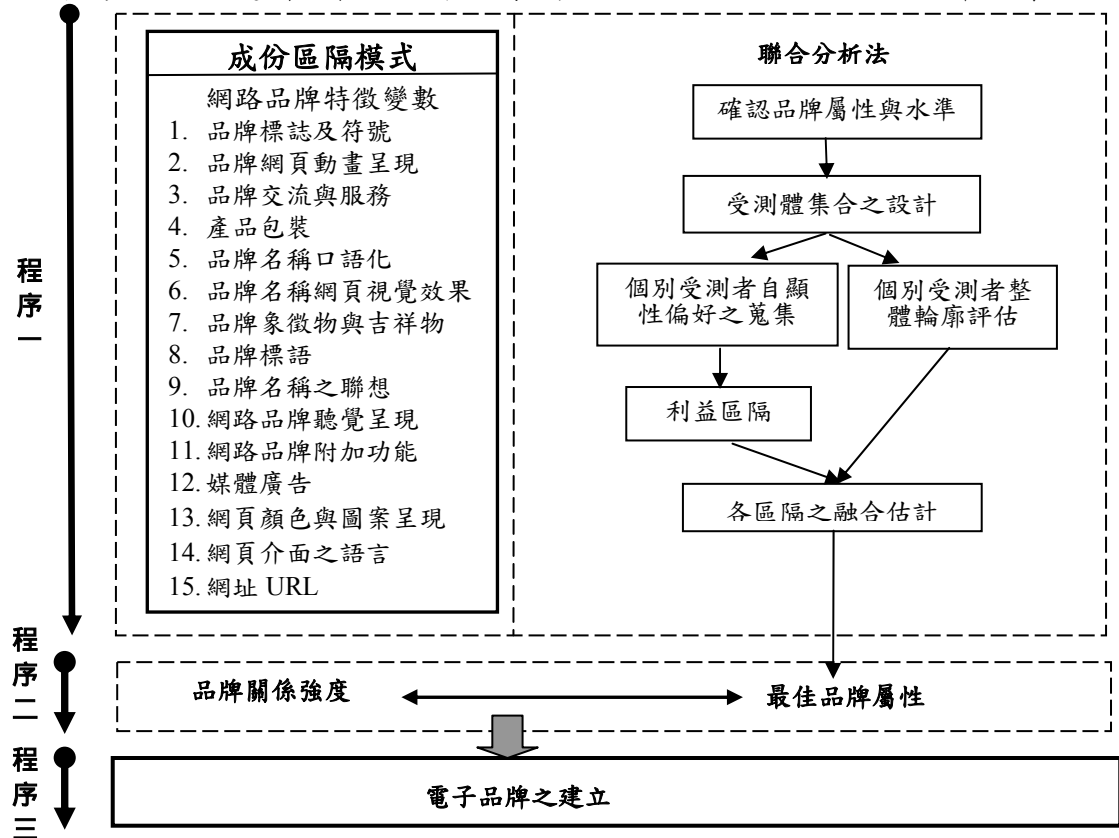 程序一
成份區隔模式
網路品牌特徵變數
1. 品牌標誌及符號
2. 品牌網頁動畫呈現
3. 品牌交流與服務
4. 產品包裝
5. 品牌名稱口語化
6. 品牌名稱網頁視覺效果
7. 品牌象徵物與吉祥物
8. 品牌標語
9. 品牌名稱之聯想
10. 網路品牌聽覺呈現
11. 網路品牌附加功能
12. 媒體廣告
13. 網頁顏色與圖案呈現
14. 網頁介面之語言
15. 網址 URL
聯合分析法
確認品牌屬性與水準
受測體集合之設計
個別受測者自顯
性偏好之蒐集
個別受測者整
體輪廓評估
利益區隔
各區隔之融合估計
程序二
品牌關係強度
最佳品牌屬性
程序三
電子品牌之建立